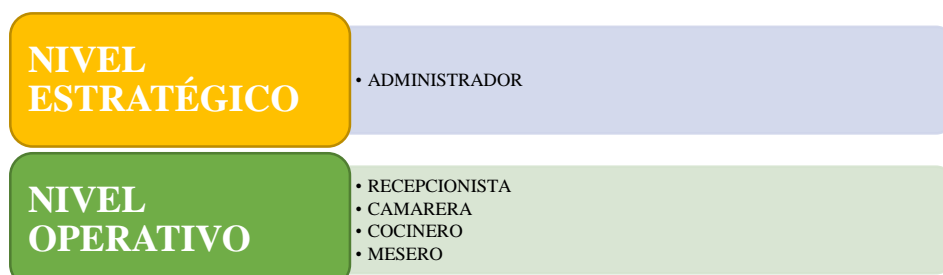 NIVEL
ESTRATÉGICO
• ADMINISTRADOR
NIVEL
OPERATIVO
• RECEPCIONISTA
• CAMARERA
• COCINERO
• MESERO